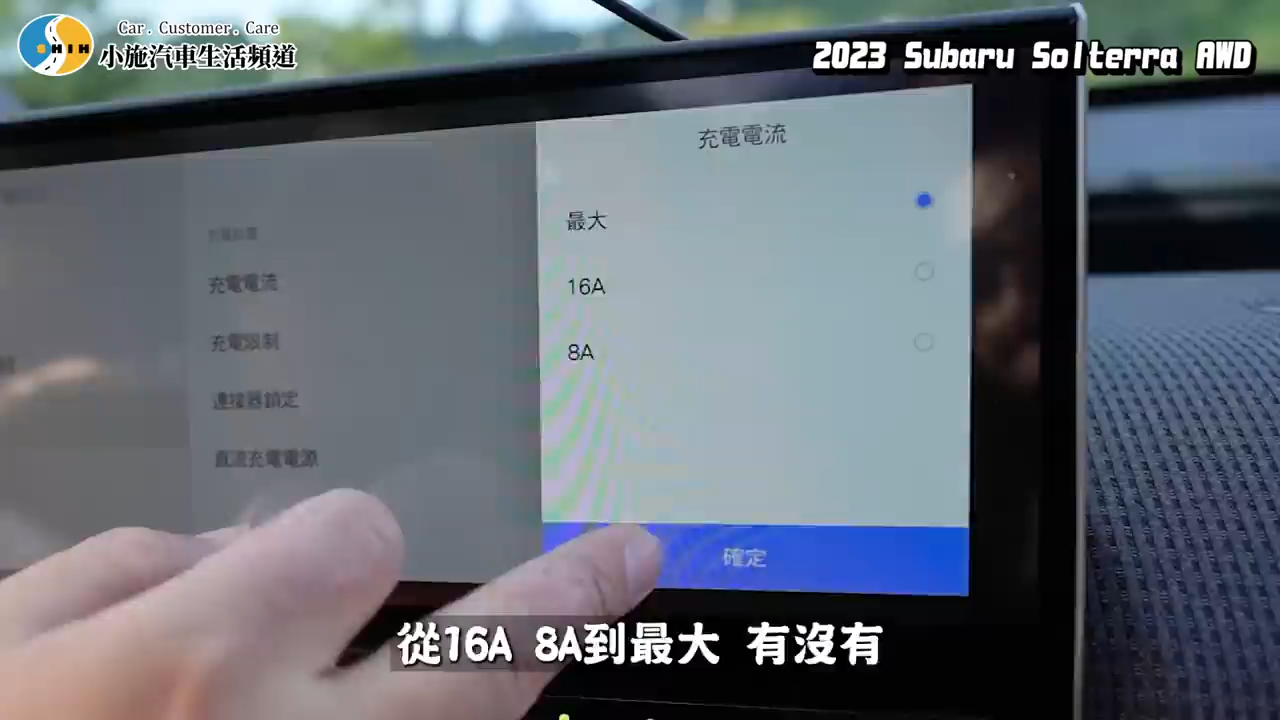 Car . Customer . Care
SHIH
小施汽車生活頻道
2023 Subaru Solterra AWD
充電電流
最大
16A
8A
確定
充電電流
充電限制
連接器鎖定
直流充電電源
從16A 8A到最大 有沒有